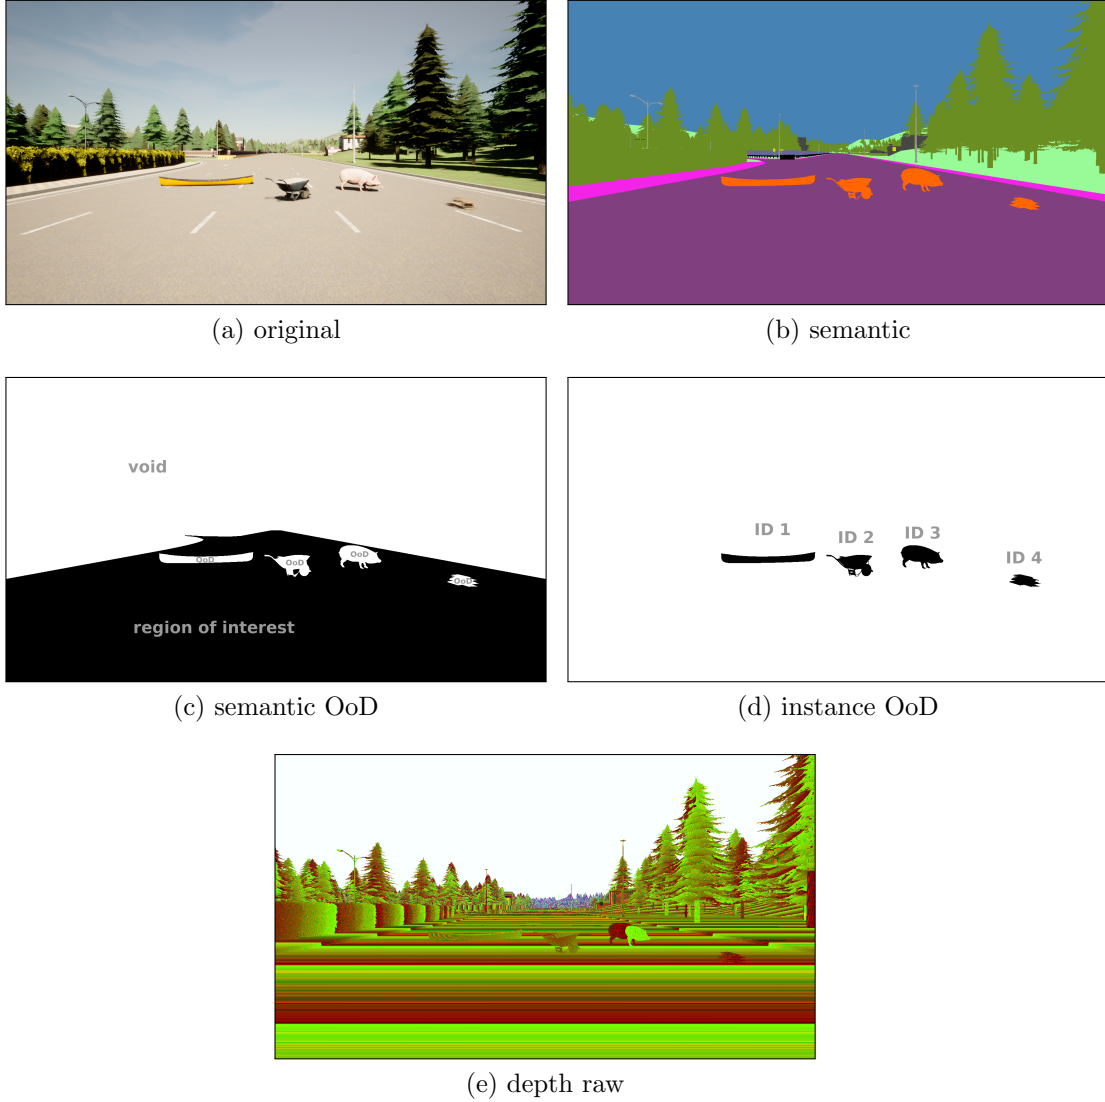 (a) original
(b) semantic
void
OoD
OoD
OoD
OoD
region of interest
ID 1
ID 2
ID 3
ID 4
(c) semantic OoD
(d) instance OoD
(e) depth raw